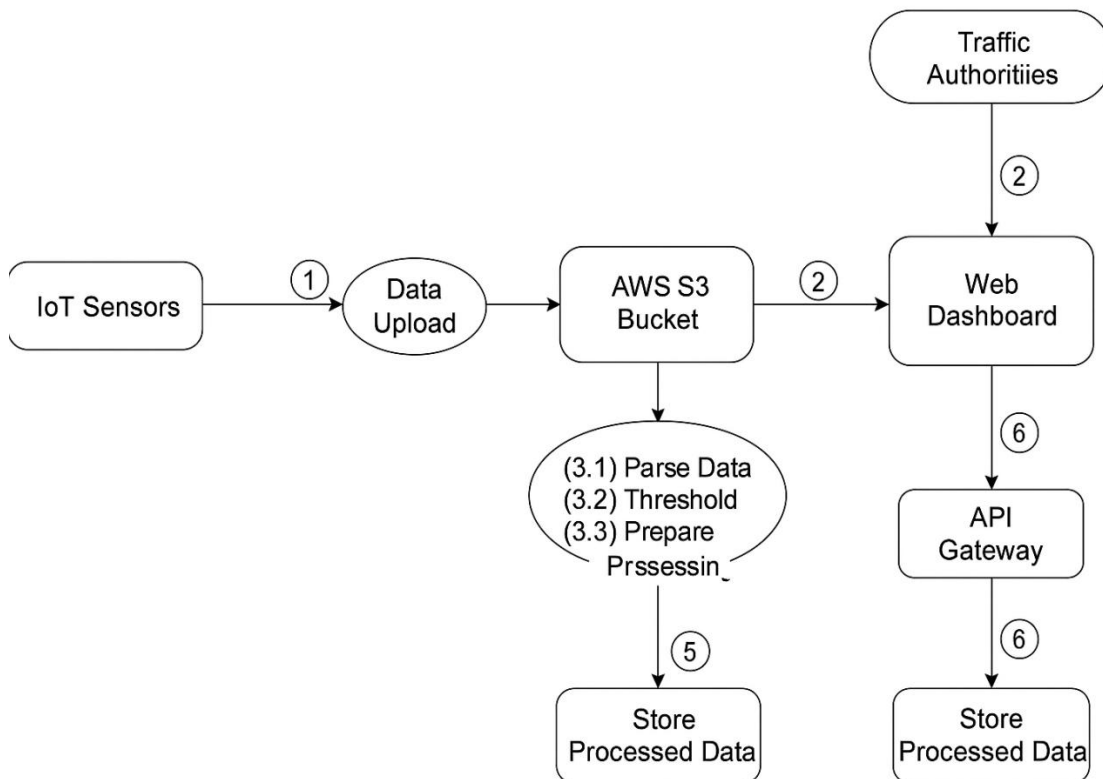 Traffic
Authoritiies
2
IoT Sensors
1
Data
Upload
AWS S3
Bucket
2
Web
Dashboard
(3.1) Parse Data
(3.2) Threshold
(3.3) Prepare
Prssessing
6
API
Gateway
5
6
Store
Processed Data
Store
Processed Data